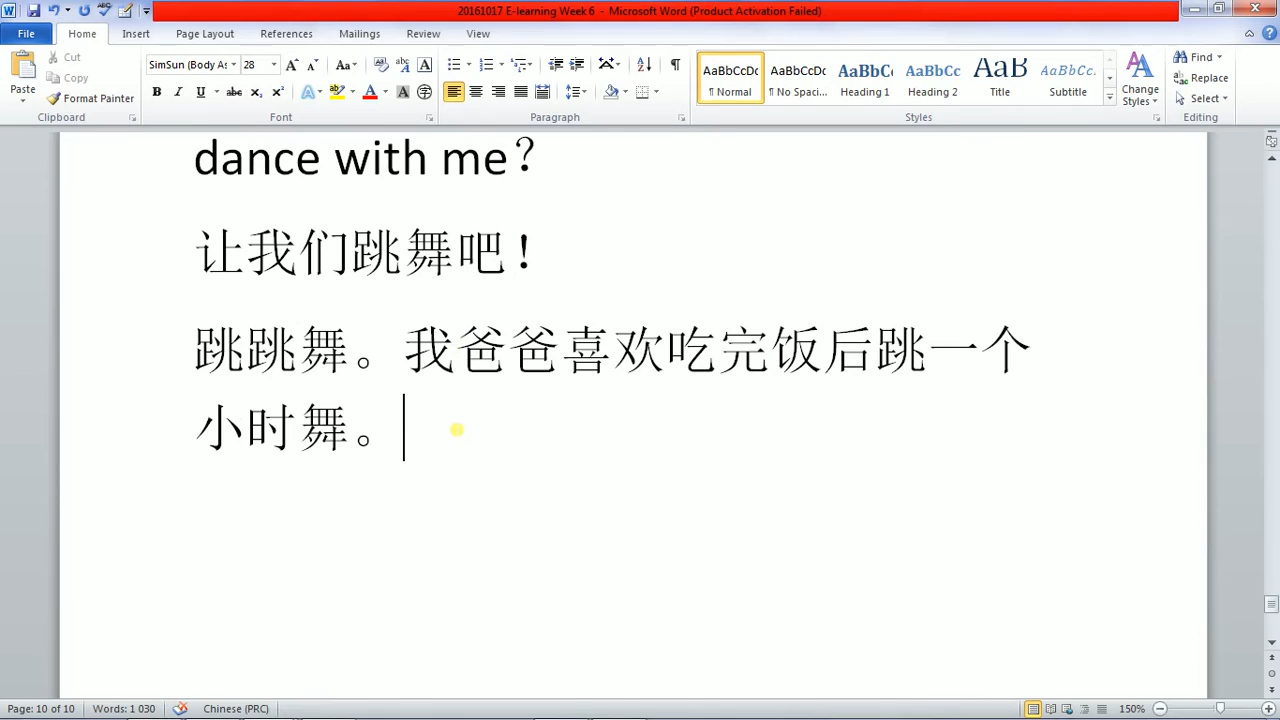 20161017 E-learning Week 6 - Microsoft Word (Product Activation Failed)
File Home Insert Page Layout References Mailings Review View
Paste
Cut
Copy
Format Painter
Clipboard
SimSun (Body As 28
Font
Paragraph
AaBbCcDc AaBbCcDc AaBbCc AaBbCc AaB AaBbCc.
Normal No Spaci... Heading 1 Heading 2 Title Subtitle
Change Styles
Styles
Find
Replace
Select
Editing
dance with me?
让我们跳舞吧！
跳跳舞。我爸爸喜欢吃完饭后跳一个
小时舞。
Page: 10 of 10 Words: 1 030 Chinese (PRC) 150%